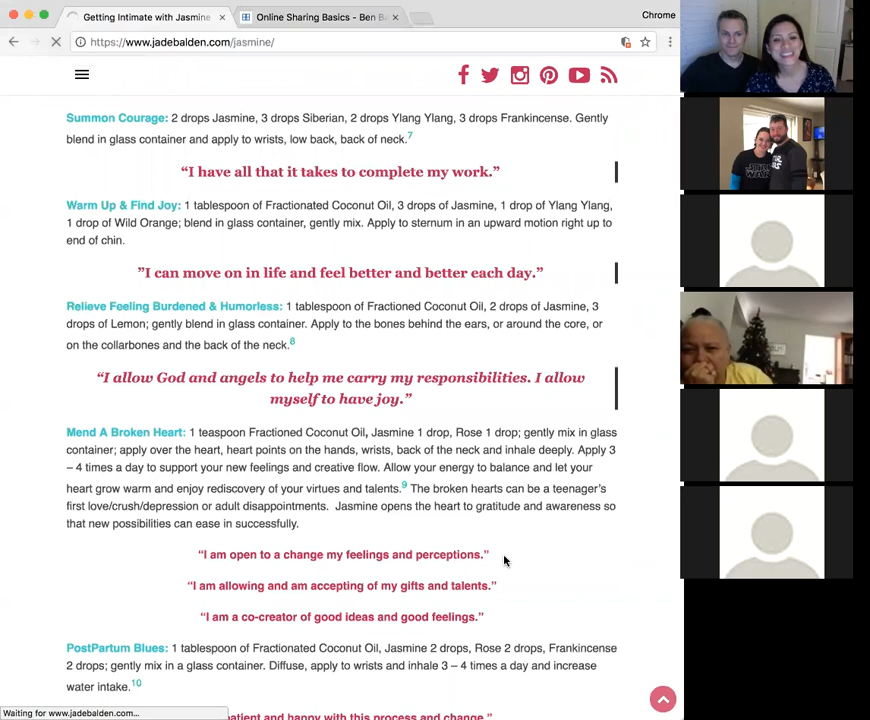 Getting Intimate with Jasmine
Online Sharing Basics - Ben B
Chrome
https://www.jadebalden.com/jasmine/
Summon Courage: 2 drops Jasmine, 3 drops Siberian, 2 drops Ylang Ylang, 3 drops Frankincense. Gently
blend in glass container and apply to wrists, low back, back of neck.7
“I have all that it takes to complete my work.”
Warm Up & Find Joy: 1 tablespoon of Fractionated Coconut Oil, 3 drops of Jasmine, 1 drop of Ylang Ylang,
1 drop of Wild Orange; blend in glass container, gently mix. Apply to sternum in an upward motion right up to
end of chin.
”I can move on in life and feel better and better each day.”
Relieve Feeling Burdened & Humorless: 1 tablespoon of Fractioned Coconut Oil, 2 drops of Jasmine, 3
drops of Lemon; gently blend in glass container. Apply to the bones behind the ears, or around the core, or
on the collarbones and the back of the neck.8
“I allow God and angels to help me carry my responsibilities. I allow
myself to have joy.”
Mend A Broken Heart: 1 teaspoon Fractioned Coconut Oil, Jasmine 1 drop, Rose 1 drop; gently mix in glass
container; apply over the heart, heart points on the hands, wrists, back of the neck and inhale deeply. Apply 3
– 4 times a day to support your new feelings and creative flow. Allow your energy to balance and let your
heart grow warm and enjoy rediscovery of your virtues and talents.9 The broken hearts can be a teenager’s
first love/crush/depression or adult disappointments.  Jasmine opens the heart to gratitude and awareness so
that new possibilities can ease in successfully.
“I am open to a change my feelings and perceptions.”
“I am allowing and am accepting of my gifts and talents.”
“I am a co-creator of good ideas and good feelings.”
PostPartum Blues: 1 tablespoon of Fractionated Coconut Oil, Jasmine 2 drops, Rose 2 drops, Frankincense
2 drops; gently mix in a glass container. Diffuse, apply to wrists and inhale 3 – 4 times a day and increase
water intake.10
patient and happy with this process and change.”
Waiting for www.jadebalden.com...